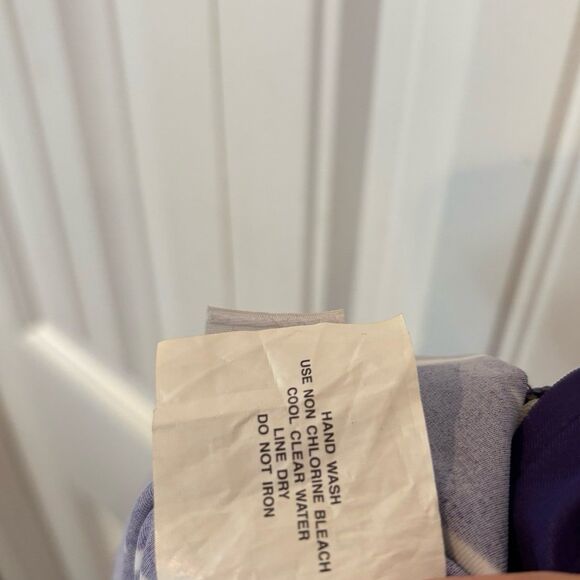 HAND WASH
USE NON CHLORINE BLEACH
COOL CLEAR WATER
LINE DRY
DO NOT IRON